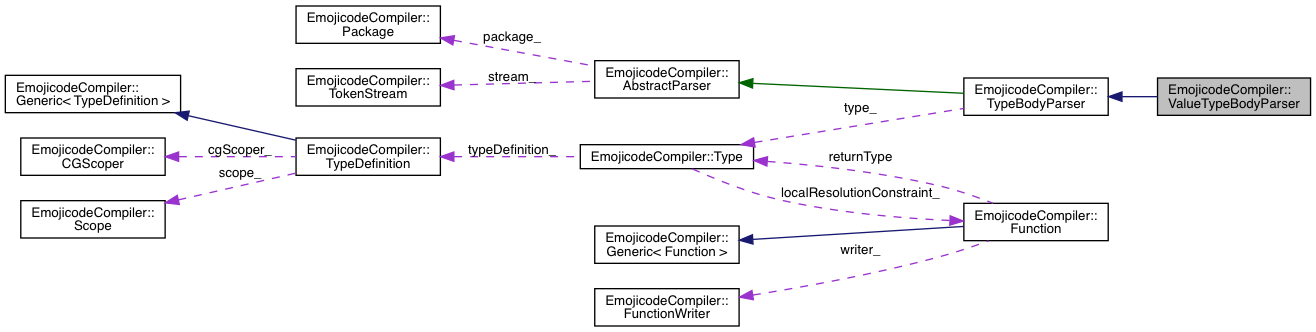 EmojicodeCompiler::
Package
package_
EmojicodeCompiler::
TokenStream
stream_
EmojicodeCompiler::
AbstractParser
EmojicodeCompiler::
Generic< TypeDefinition >
EmojicodeCompiler::
TypeBodyParser
EmojicodeCompiler::
ValueTypeBodyParser
type_
EmojicodeCompiler::
CGScoper
cgScoper_
EmojicodeCompiler::
TypeDefinition
typeDefinition_
EmojicodeCompiler::Type
returnType
scope_
localResolutionConstraint_
EmojicodeCompiler::
Scope
EmojicodeCompiler::
Function
EmojicodeCompiler::
Generic< Function >
writer_
EmojicodeCompiler::
FunctionWriter